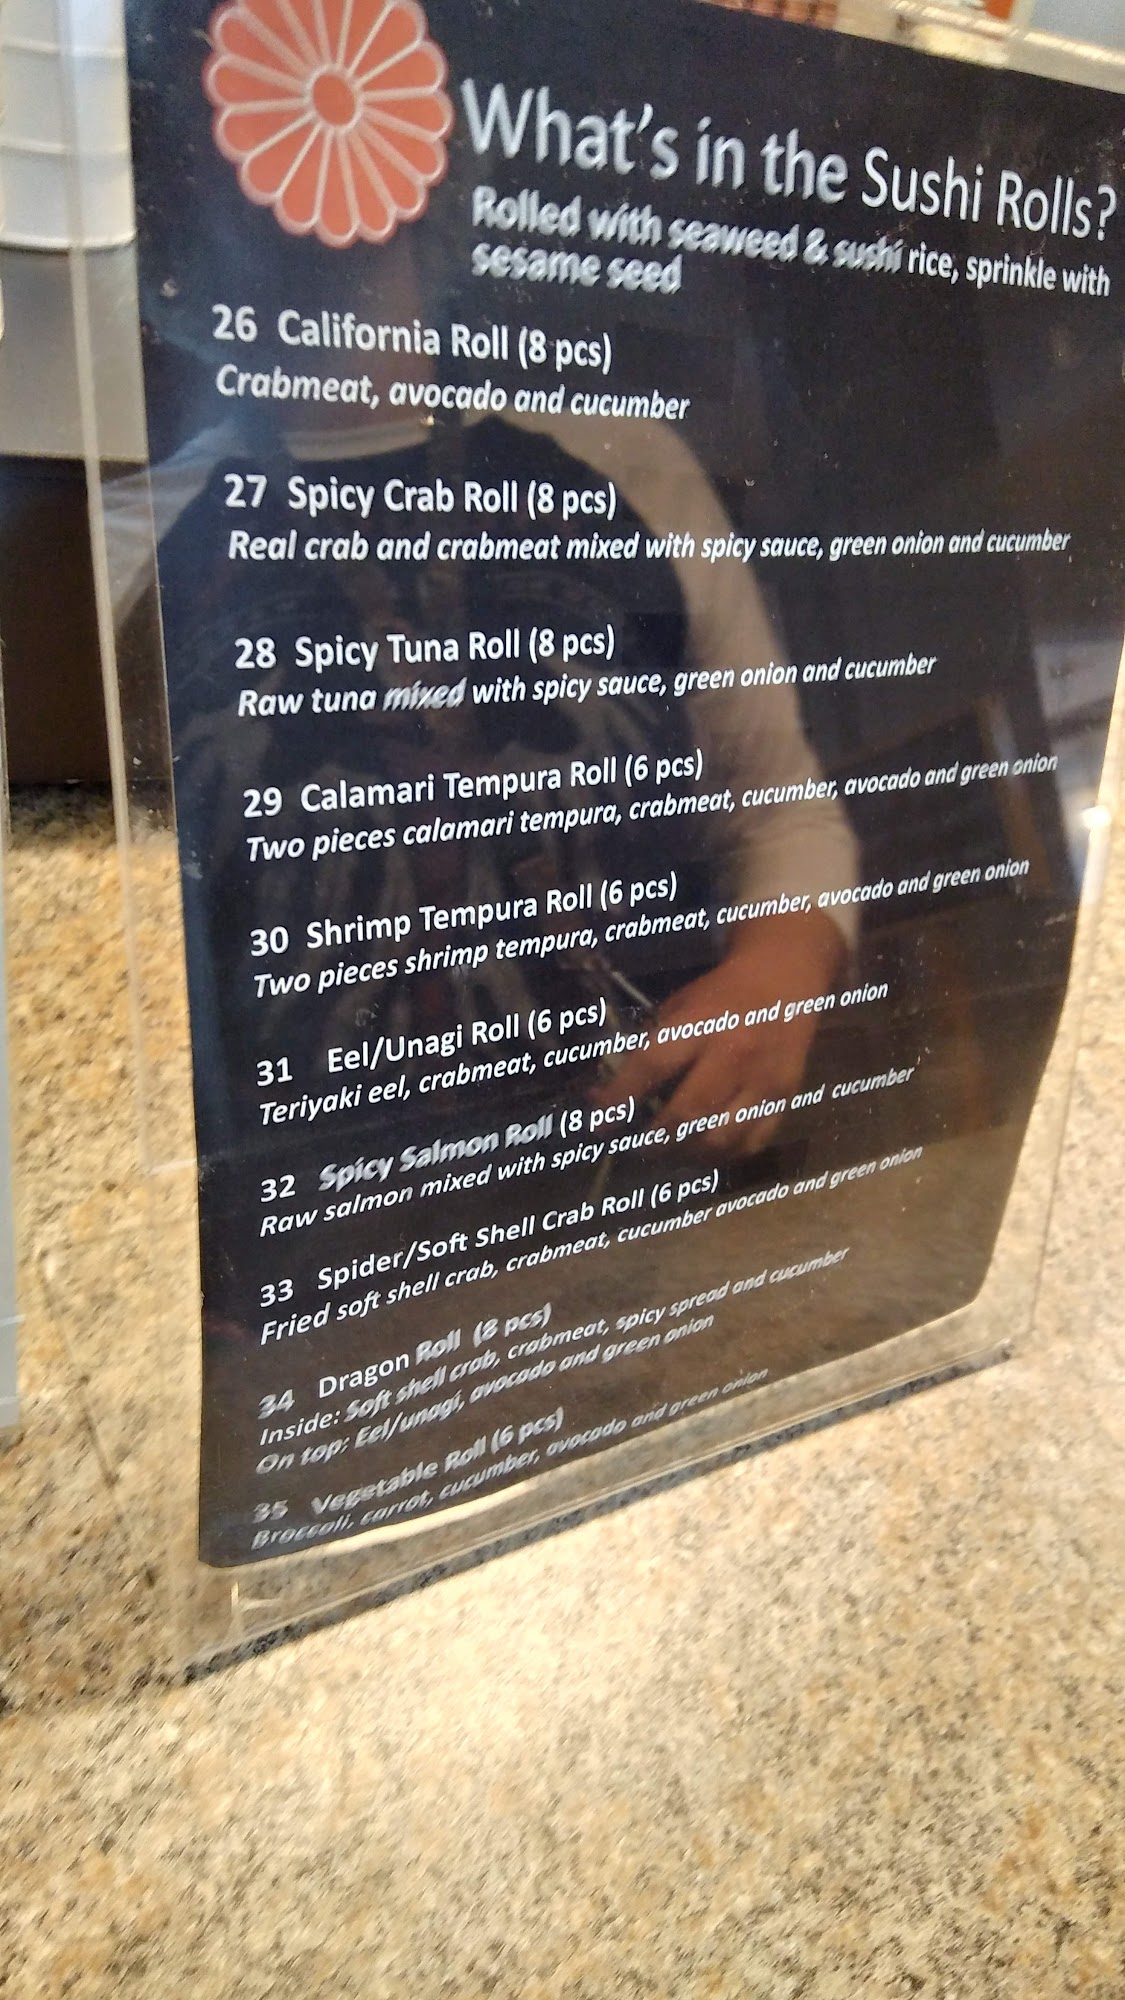 What's in the Sushi Rolls?
Rolled with seaweed & sushi rice, sprinkle with
sesame seed
26 California Roll (8 pcs)
Crabmeat, avocado and cucumber
27 Spicy Crab Roll (8 pcs)
Real crab and crabmeat mixed with spicy sauce, green onion and cucumber
28 Spicy Tuna Roll (8 pcs)
Raw tuna mixed with spicy sauce, green onion and cucumber
29 Calamari Tempura Roll (6 pcs)
Two pieces calamari tempura, crabmeat, cucumber, avocado and green onion
30 Shrimp Tempura Roll (6 pcs)
Two pieces shrimp tempura, crabmeat, cucumber, avocado and green onion
31 Eel/Unagi Roll (6 pcs)
Teriyaki eel, crabmeat, cucumber, avocado and green onion
32 Spicy Salmon Roll (8 pcs)
Raw salmon mixed with spicy sauce, green onion and cucumber
33 Spider/Soft Shell Crab Roll (6 pcs)
Fried soft shell crab, crabmeat, cucumber avocado and green onion
34 Dragon Roll (8 pcs)
Inside: Soft shell crab, crabmeat, spicy spread and cucumber
On top: Eel/unagi, avocado and green onion
35 Vegetable Roll (6 pcs)
Broccoli, carrot, cucumber, avocado and green onion